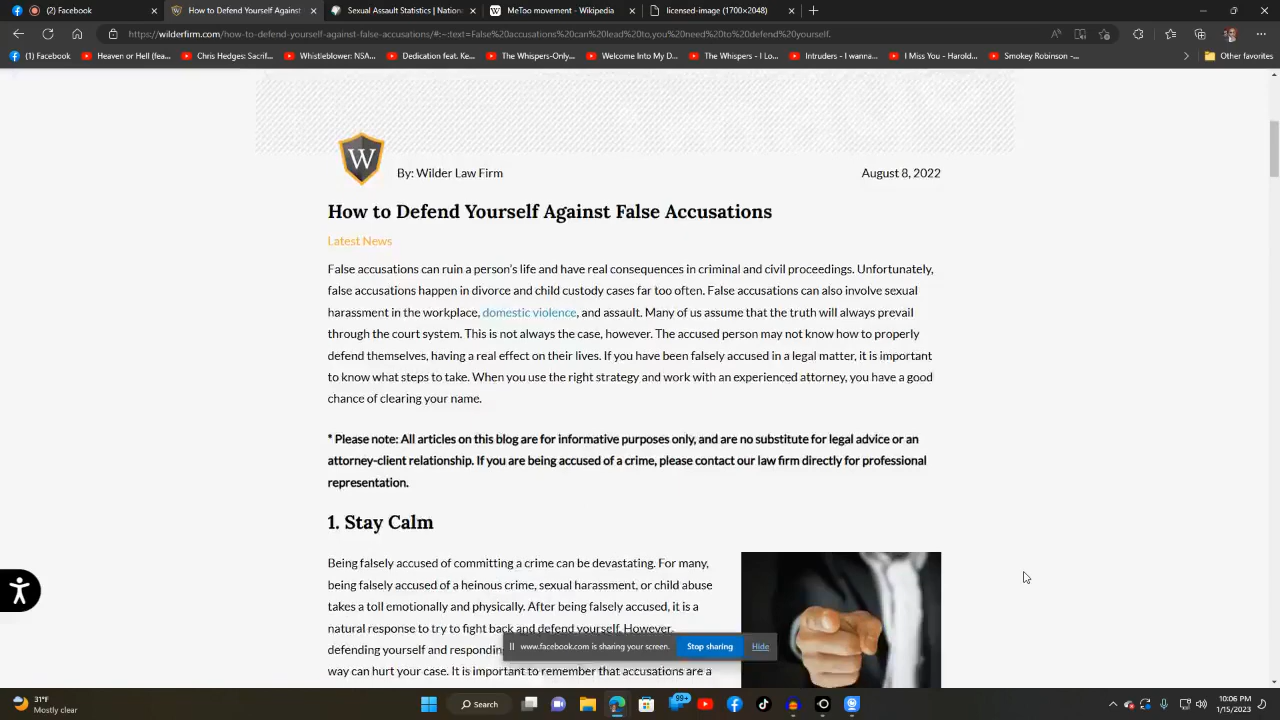 (1) Facebook
How to Defend Yourself Against
Sexual Assault Statistics | Nation
MeToo movement - Wikipedia
licensed-image (1700×2048)
https://wilderfirm.com/how-to-defend-yourself-against-false-accusations/#:~:text=False%20accusations%20can%20lead%20to,you%20need%20to%20defend%20yourself.
(1) Facebook
Heaven or Hell (fea...
Chris Hedges: Sacrif...
Whistleblower: NSA...
Dedication feat. Ke...
The Whispers-Only...
Welcome Into My D...
The Whispers - I Lo...
Intruders - I wanna...
I Miss You - Harold...
Smokey Robinson -...
Other favorites
W
By: Wilder Law Firm
August 8, 2022
How to Defend Yourself Against False Accusations
Latest News
False accusations can ruin a person's life and have real consequences in criminal and civil proceedings. Unfortunately,
false accusations happen in divorce and child custody cases far too often. False accusations can also involve sexual
harassment in the workplace, domestic violence, and assault. Many of us assume that the truth will always prevail
through the court system. This is not always the case, however. The accused person may not know how to properly
defend themselves, having a real effect on their lives. If you have been falsely accused in a legal matter, it is important
to know what steps to take. When you use the right strategy and work with an experienced attorney, you have a good
chance of clearing your name.
* Please note: All articles on this blog are for informative purposes only, and are no substitute for legal advice or an
attorney-client relationship. If you are being accused of a crime, please contact our law firm directly for professional
representation.
1. Stay Calm
Being falsely accused of committing a crime can be devastating. For many,
being falsely accused of a heinous crime, sexual harassment, or child abuse
takes a toll emotionally and physically. After being falsely accused, it is a
natural response to try to fight back and defend yourself. However,
defending yourself and respondin
way can hurt your case. It is important to remember that accusations are a
www.facebook.com is sharing your screen.
Stop sharing
Hide
31°F
Mostly clear
Search
99+
10:06 PM
1/15/2023